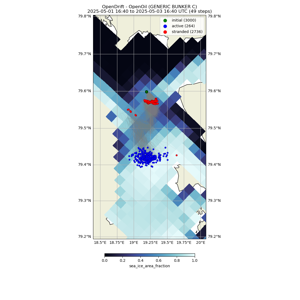 OpenDrift - OpenOil (GENERIC BUNKER C)
2025-05-01 16:40 to 2025-05-03 16:40 UTC (49 steps)
79.8°N
79.7°N
79.6°N
79.5°N
79.4°N
79.3°N
79.2°N
initial (3000)
active (264)
stranded (2736)
18.5°E 18.75°E 19°E 19.25°E 19.5°E 19.75°E 20°E
0.0 0.2 0.4 0.6 0.8 1.0
sea_ice_area_fraction